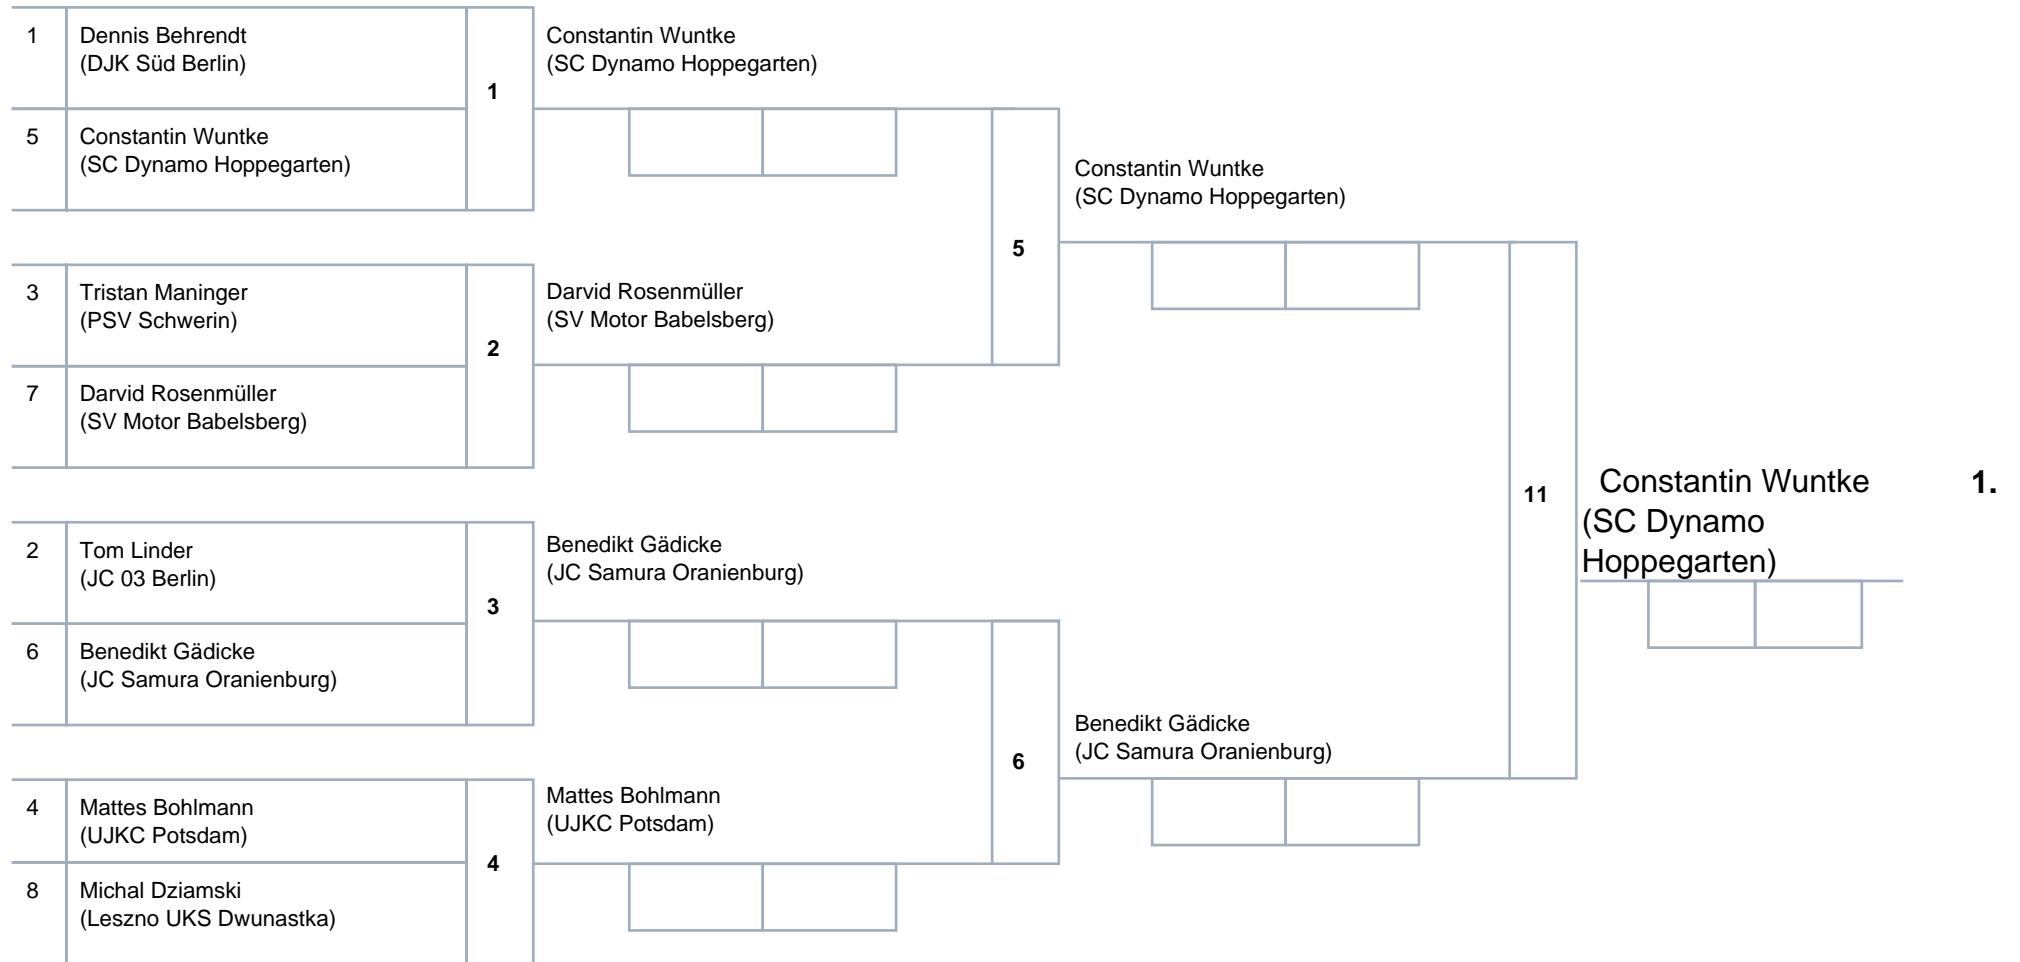 1 Dennis Behrendt
(DJK Süd Berlin)
5 Constantin Wuntke
(SC Dynamo Hoppegarten)
1
3 Tristan Maninger
(PSV Schwerin)
7 Darvid Rosenmüller
(SV Motor Babelsberg)
2
2 Tom Linder
(JC 03 Berlin)
6 Benedikt Gädicke
(JC Samura Oranienburg)
3
4 Mattes Bohlmann
(UJKC Potsdam)
8 Michal Dziamski
(Leszno UKS Dwunastka)
4
Constantin Wuntke
(SC Dynamo Hoppegarten)
Darvid Rosenmüller
(SV Motor Babelsberg)
5
Benedikt Gädicke
(JC Samura Oranienburg)
Mattes Bohlmann
(UJKC Potsdam)
6
Constantin Wuntke
(SC Dynamo Hoppegarten)
Benedikt Gädicke
(JC Samura Oranienburg)
11
Constantin Wuntke 1.
(SC Dynamo
Hoppegarten)